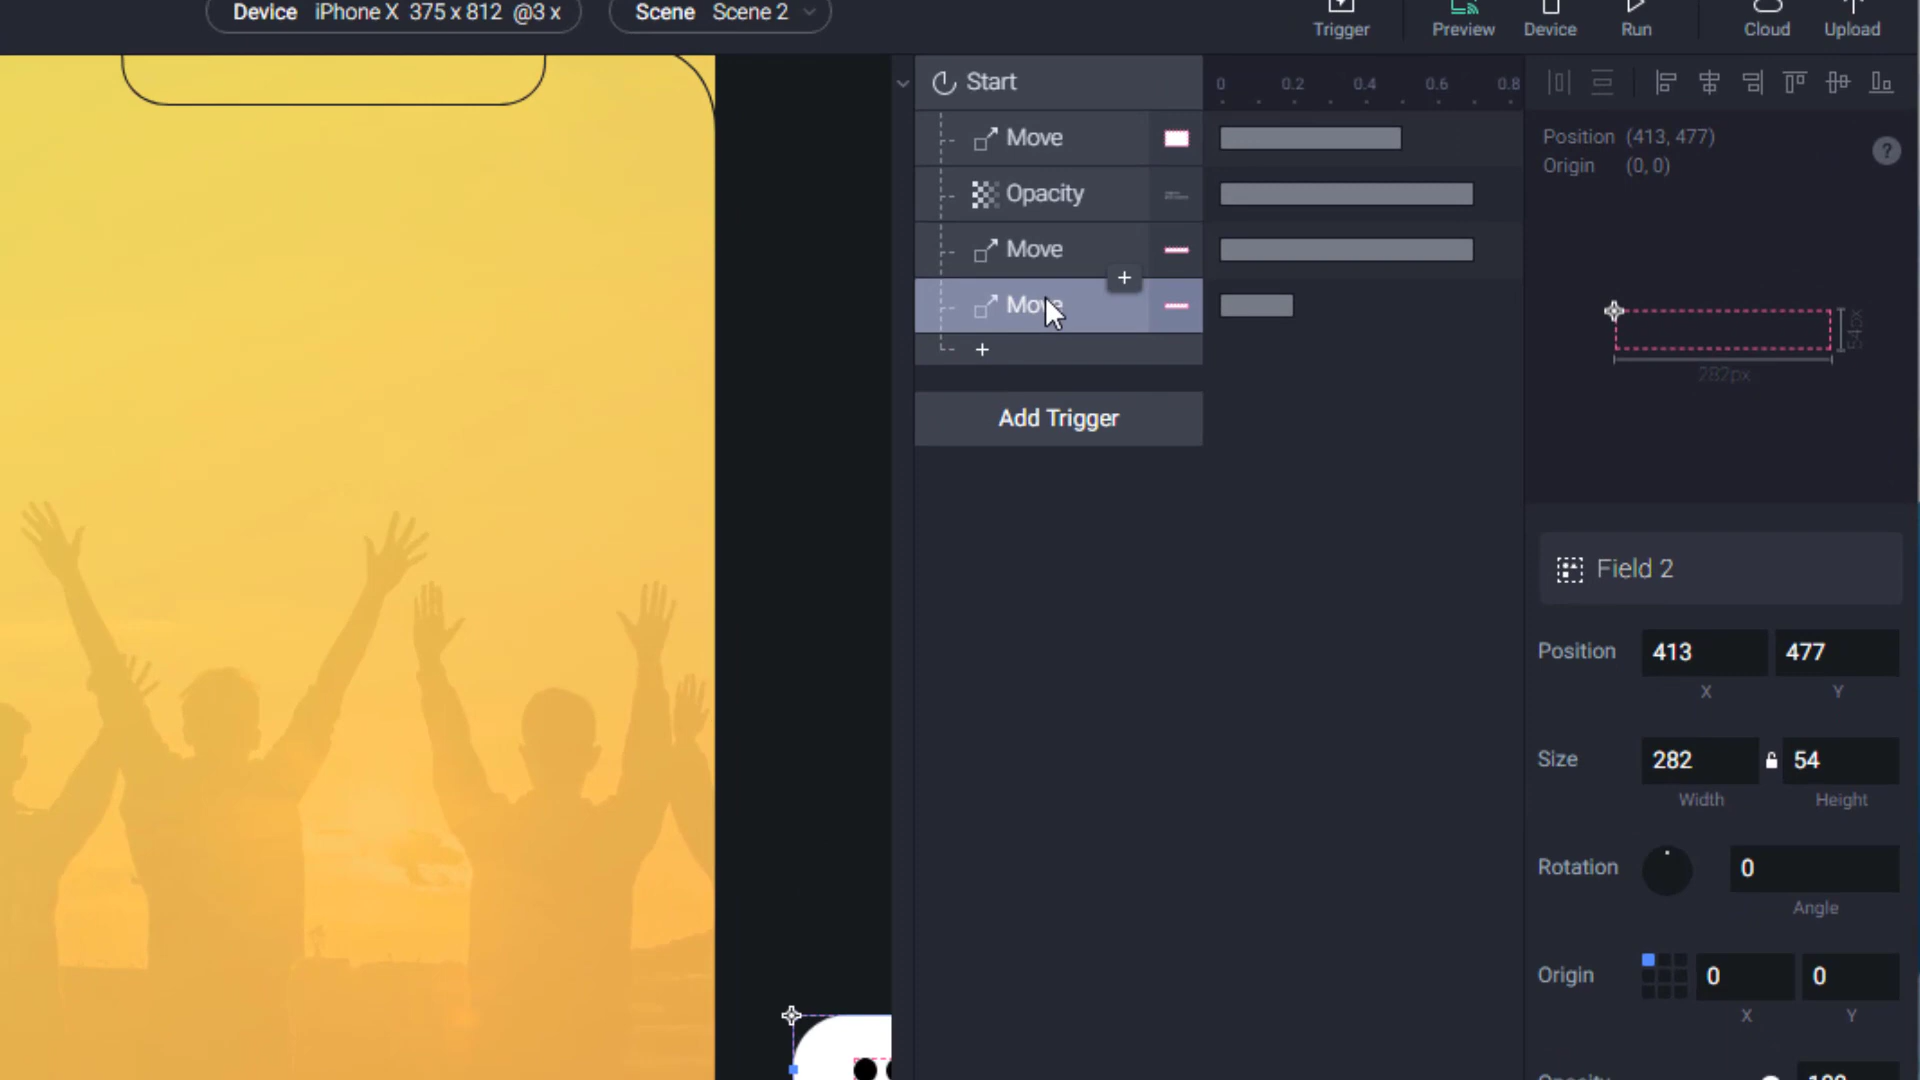 Device iPhone X 375 x 812 @3 x
Scene Scene 2
Trigger
Preview
Device
Run
Cloud
Upload
Start
0 0.2 0.4 0.6 0.8
Move
Opacity
Move
Move
+
+
Add Trigger
Position (413, 477)
Origin (0, 0)
?
54px
282px
Field 2
Position 413 477
X Y
Size 282 54
Width Height
Rotation 0
Angle
Origin 0 0
X Y